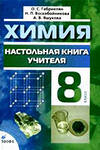 О. С. Габриелян
Н. П. Воскобойникова
А. В. Яшукова
ХИМИЯ
НАСТОЛЬНАЯ КНИГА
УЧИТЕЛЯ
8
КЛАСС